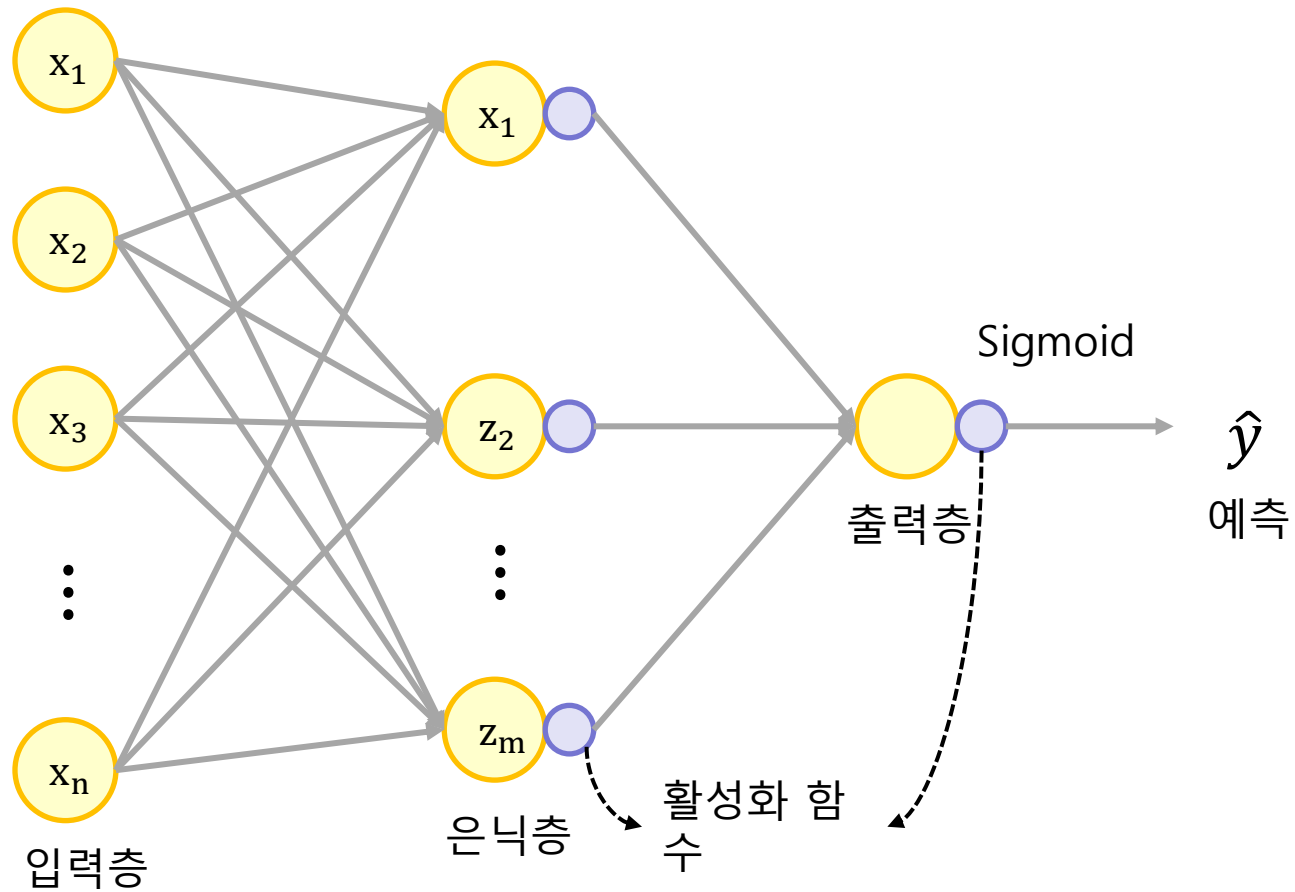 x₁
x₂
x₃
⋮
xₙ
입력층
x₁
z₂
⋮
zₘ
은닉층
활성화 함
수
출력층
Sigmoid
ŷ
예측